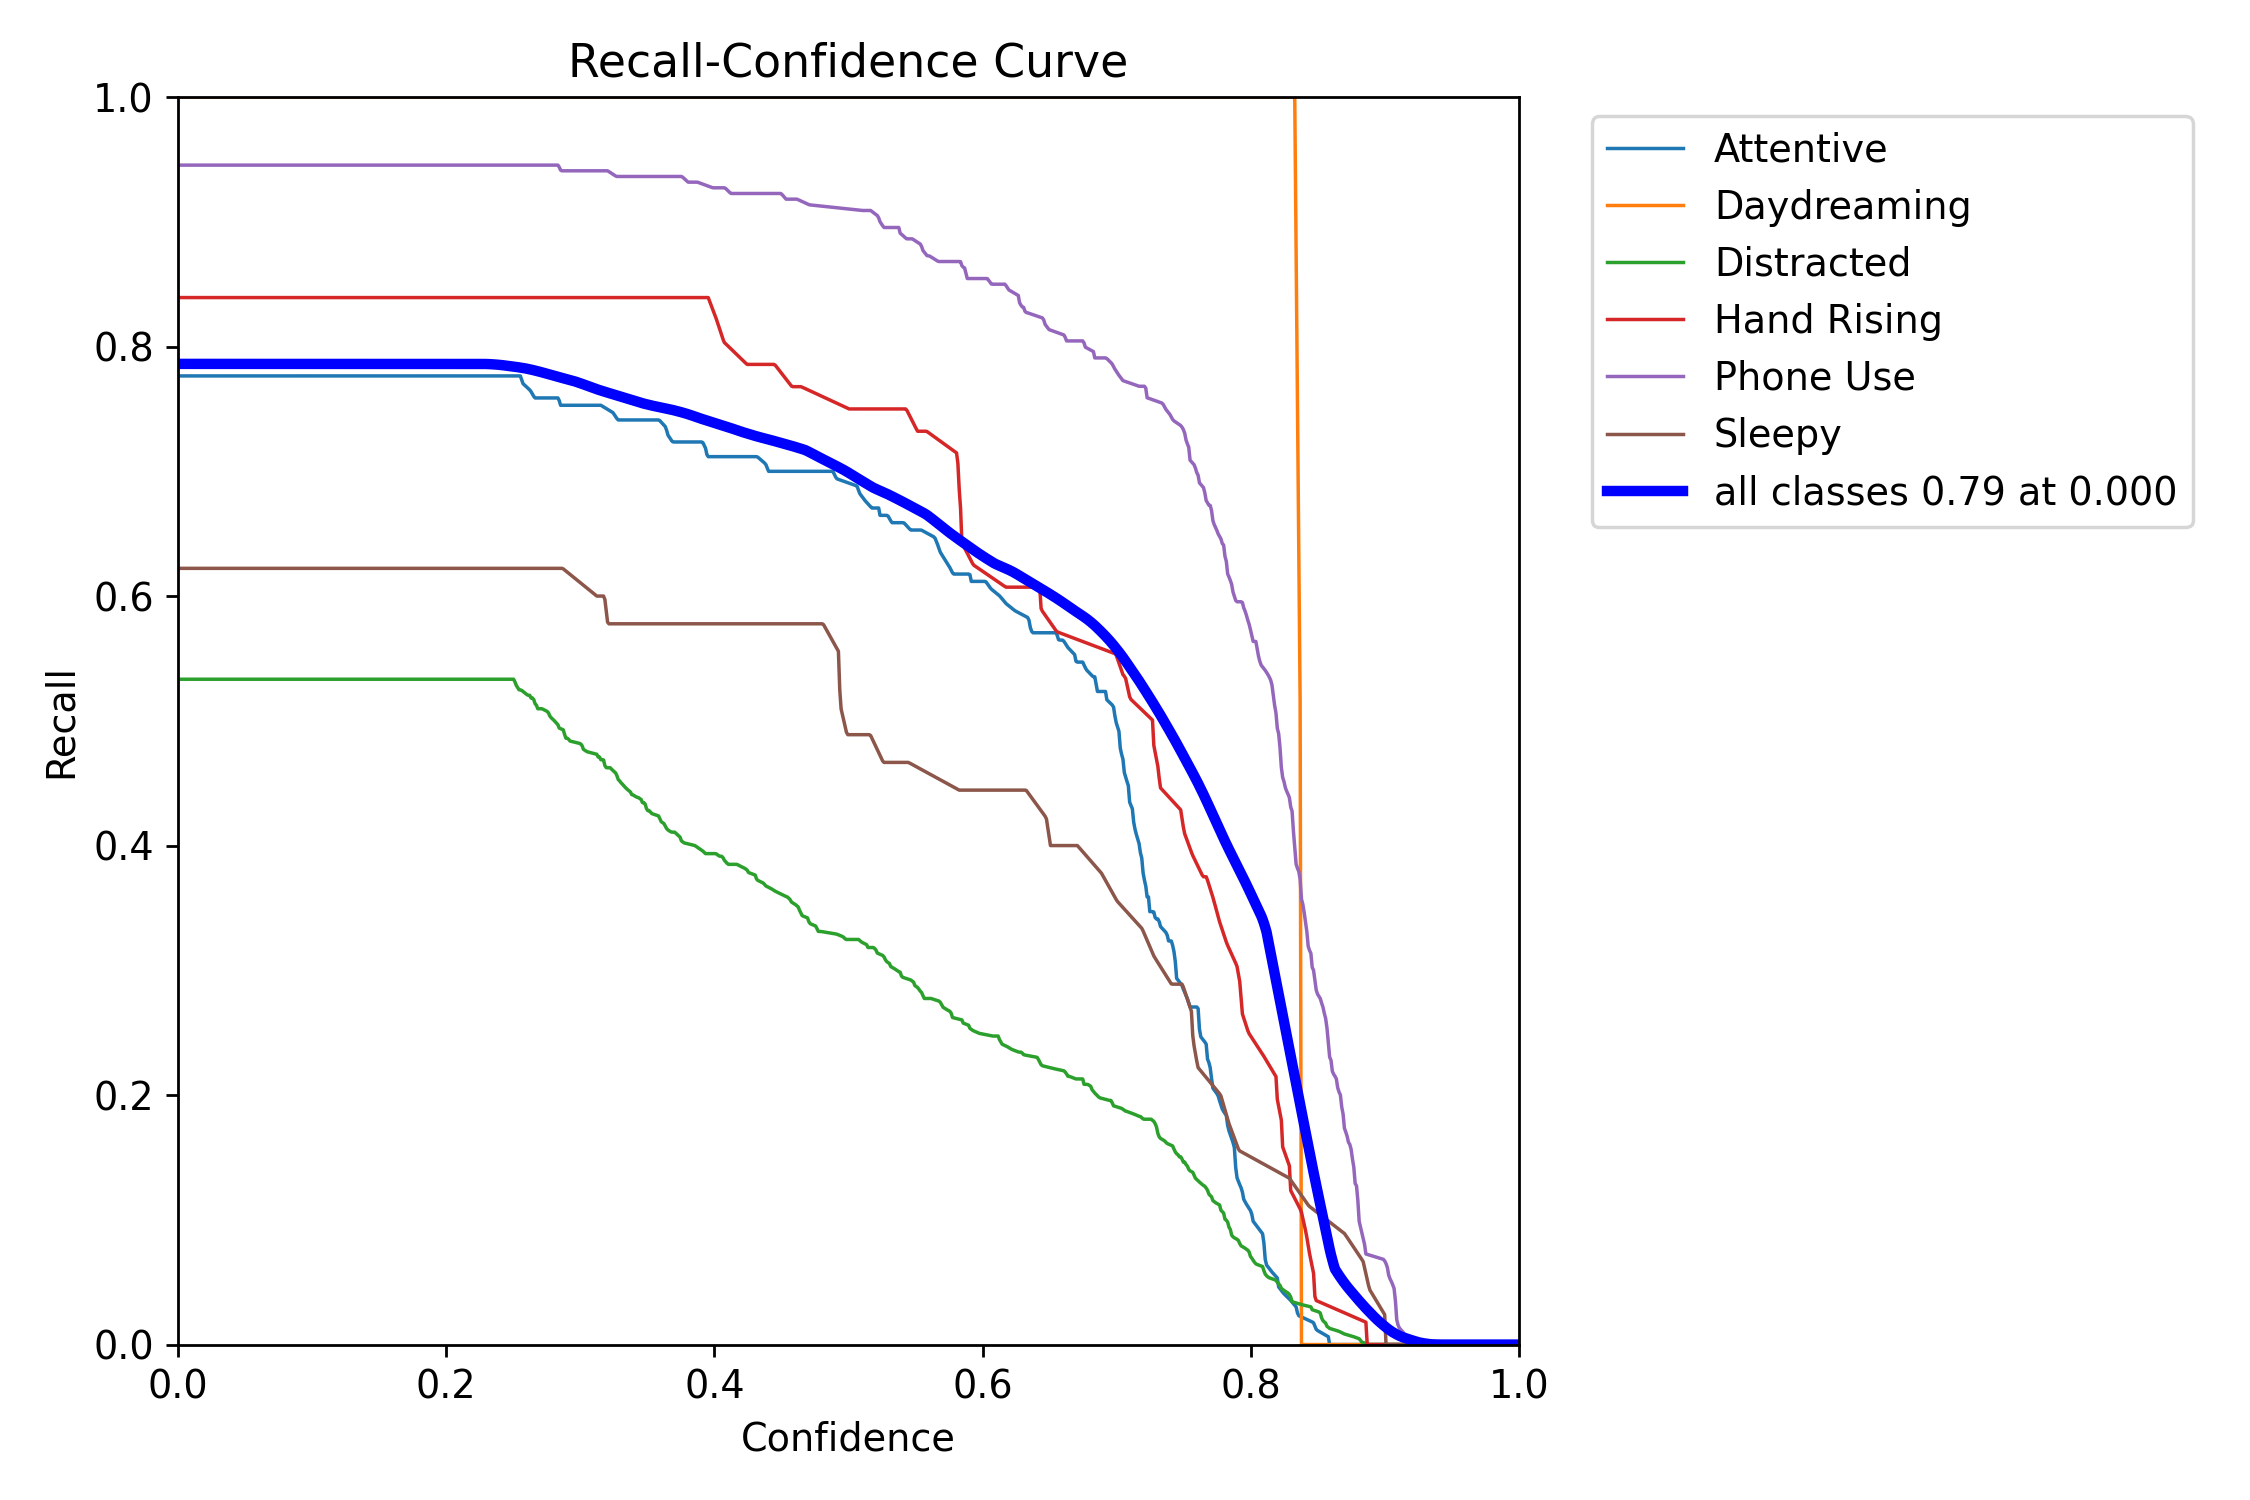 Recall-Confidence Curve
1.0
0.8
0.6
0.4
0.2
0.0
Recall
0.0 0.2 0.4 0.6 0.8 1.0
Confidence
Attentive
Daydreaming
Distracted
Hand Rising
Phone Use
Sleepy
all classes 0.79 at 0.000